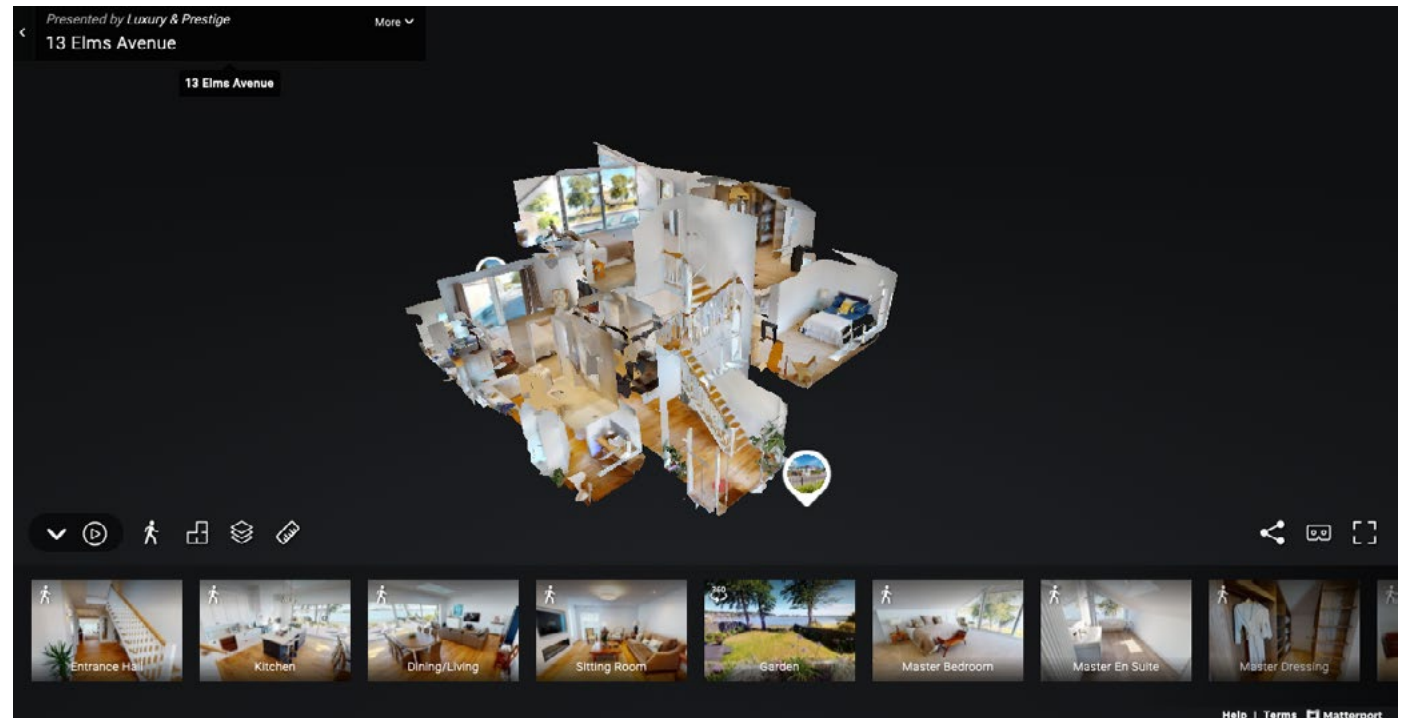 Presented by Luxury & Prestige
More
13 Elms Avenue
13 Elms Avenue
360
Entrance Hall
Kitchen
Dining/Living
Sitting Room
Garden
Master Bedroom
Master En Suite
Master Dressing
Help | Terms Matterport